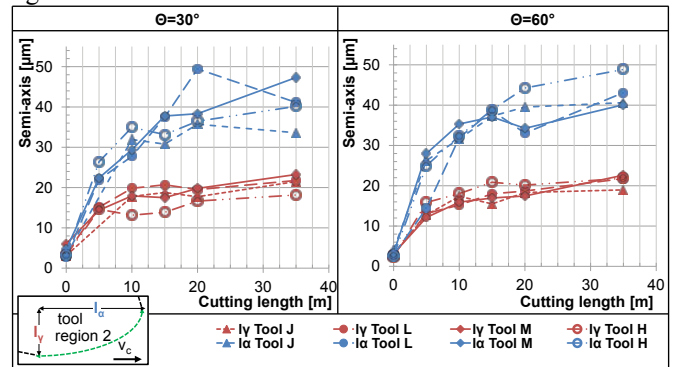 Θ=30°
Θ=60°
Semi-axis [µm]
50
40
30
20
10
0
0 10 20 30 40
Cutting length [m]
Semi-axis [µm]
50
40
30
20
10
0
0 10 20 30 40
Cutting length [m]
lα
tool
lγ region 2
vc
lγ Tool J lγ Tool L lγ Tool M lγ Tool H
lα Tool J lα Tool L lα Tool M lα Tool H